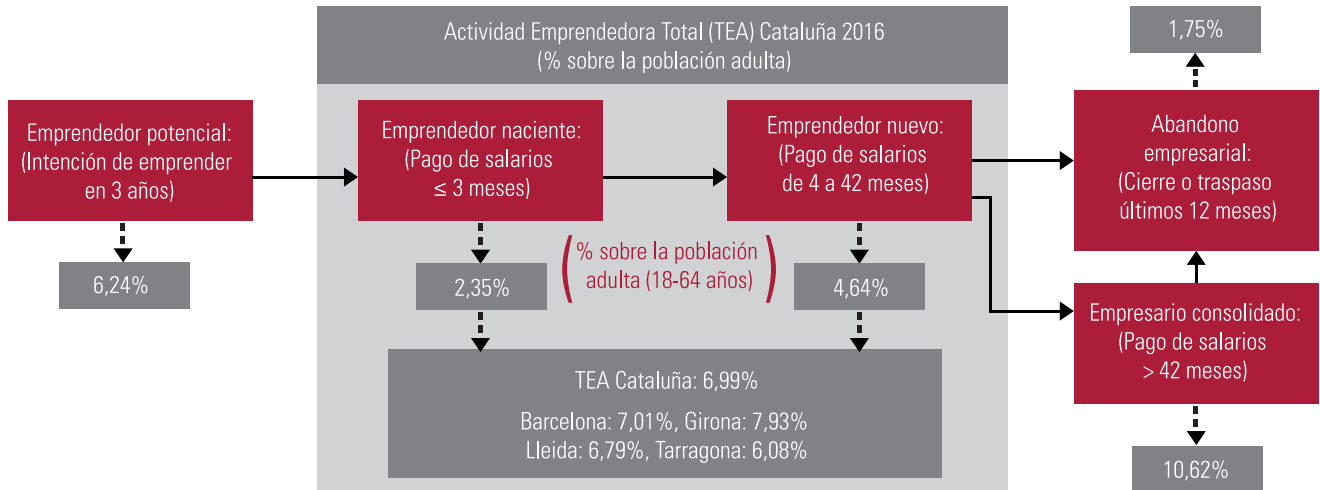 Actividad Emprendedora Total (TEA) Cataluña 2016
(% sobre la población adulta)
1,75%
Emprendedor potencial:
(Intención de emprender
en 3 años)
Emprendedor naciente:
(Pago de salarios
≤ 3 meses)
Emprendedor nuevo:
(Pago de salarios
de 4 a 42 meses)
Abandono
empresarial:
(Cierre o traspaso
últimos 12 meses)
6,24%
2,35%
(% sobre la población
adulta (18-64 años))
4,64%
Empresario consolidado:
(Pago de salarios
> 42 meses)
TEA Cataluña: 6,99%
Barcelona: 7,01%, Girona: 7,93%
Lleida: 6,79%, Tarragona: 6,08%
10,62%